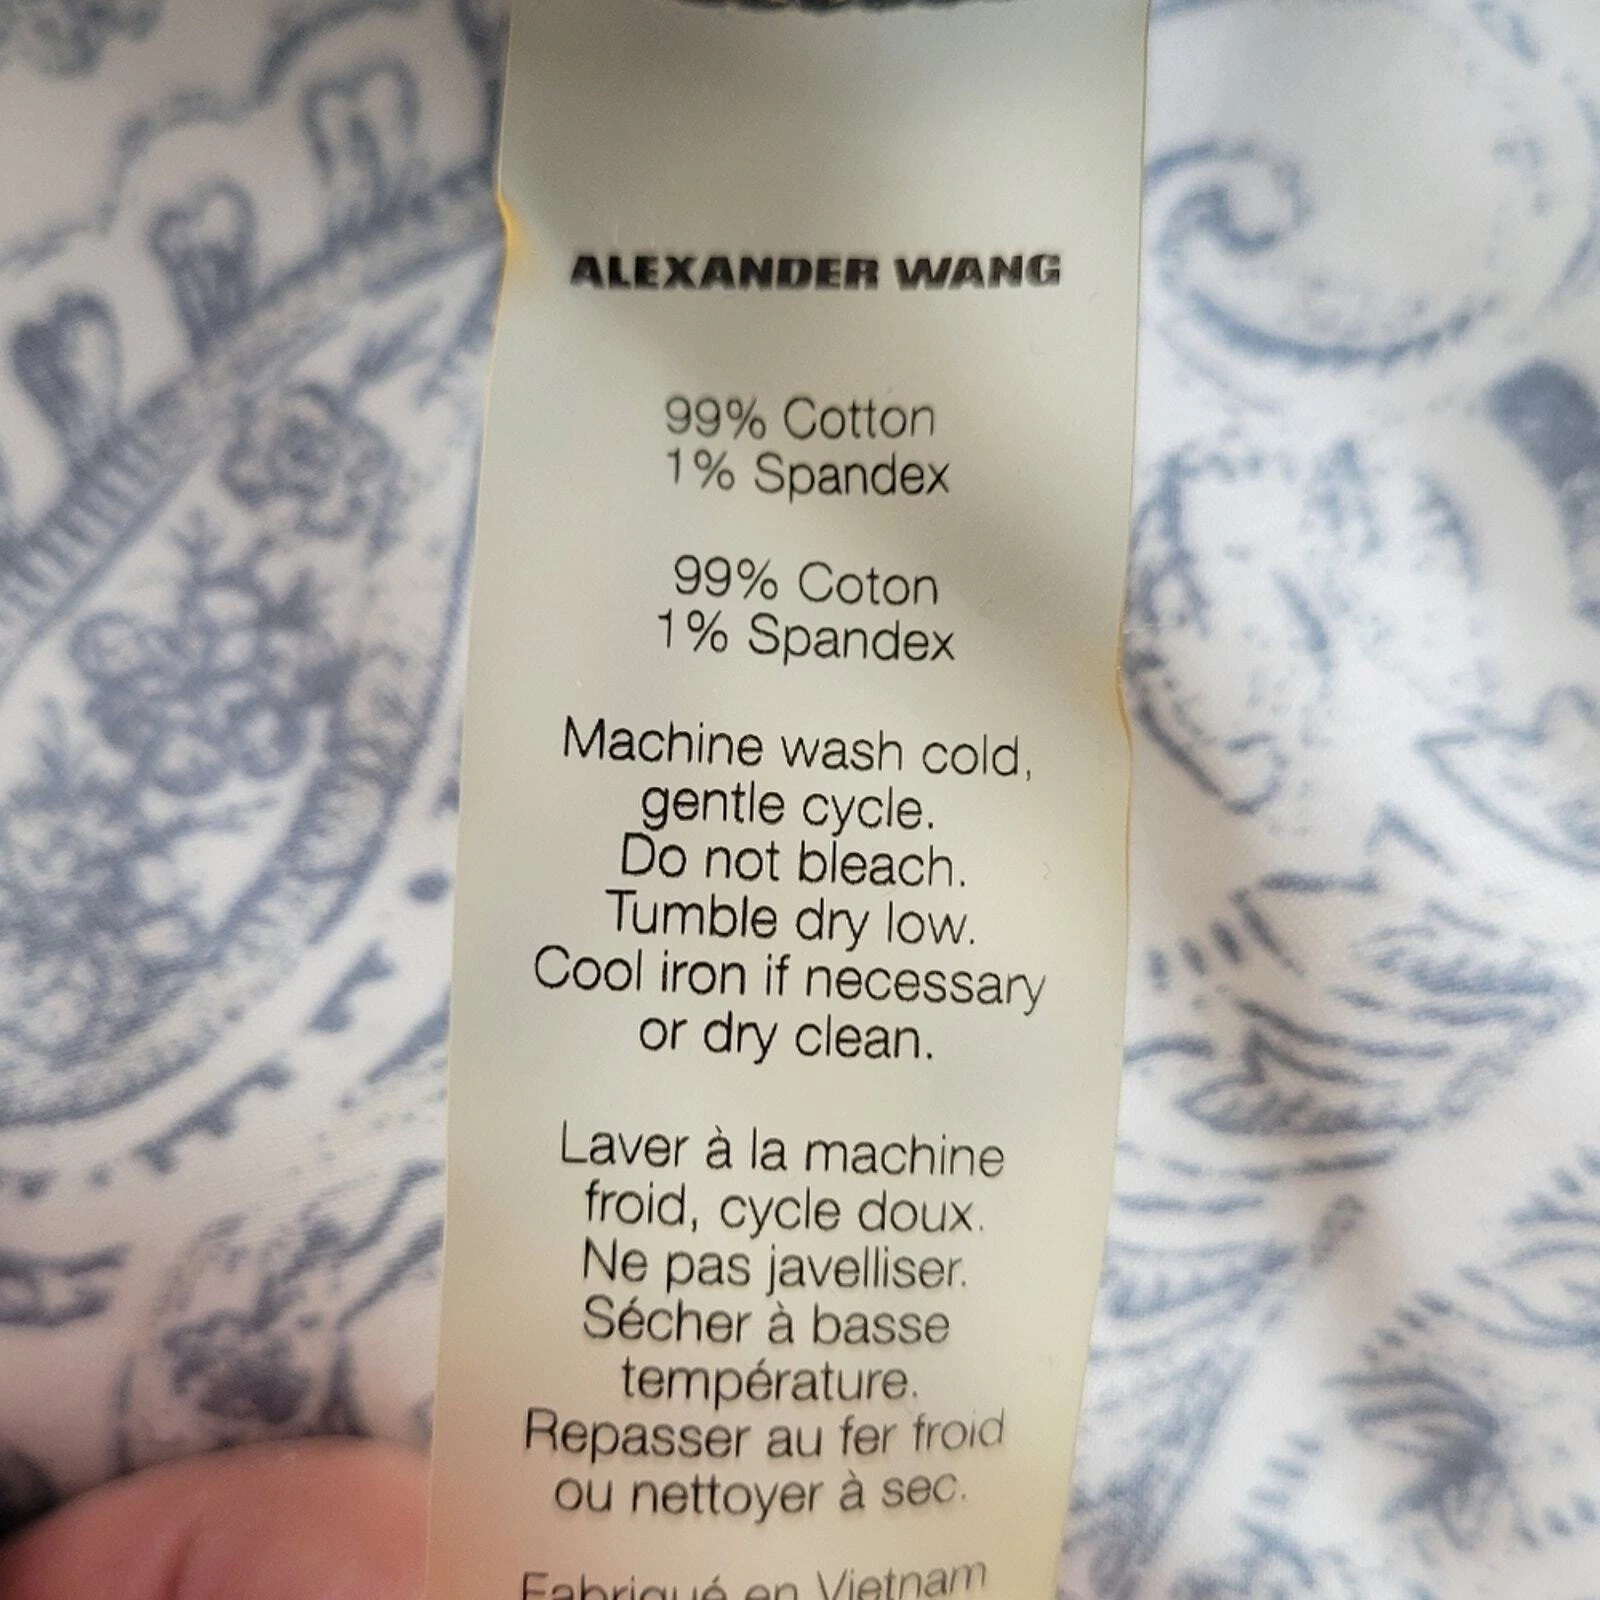 ALEXANDER WANG
99% Cotton
1% Spandex
99% Coton
1% Spandex
Machine wash cold,
gentle cycle.
Do not bleach.
Tumble dry low.
Cool iron if necessary
or dry clean.
Laver à la machine
froid, cycle doux.
Ne pas javelliser.
Sécher à basse
température.
Repasser au fer froid
ou nettoyer à sec.
Fabriqué en Vietnam